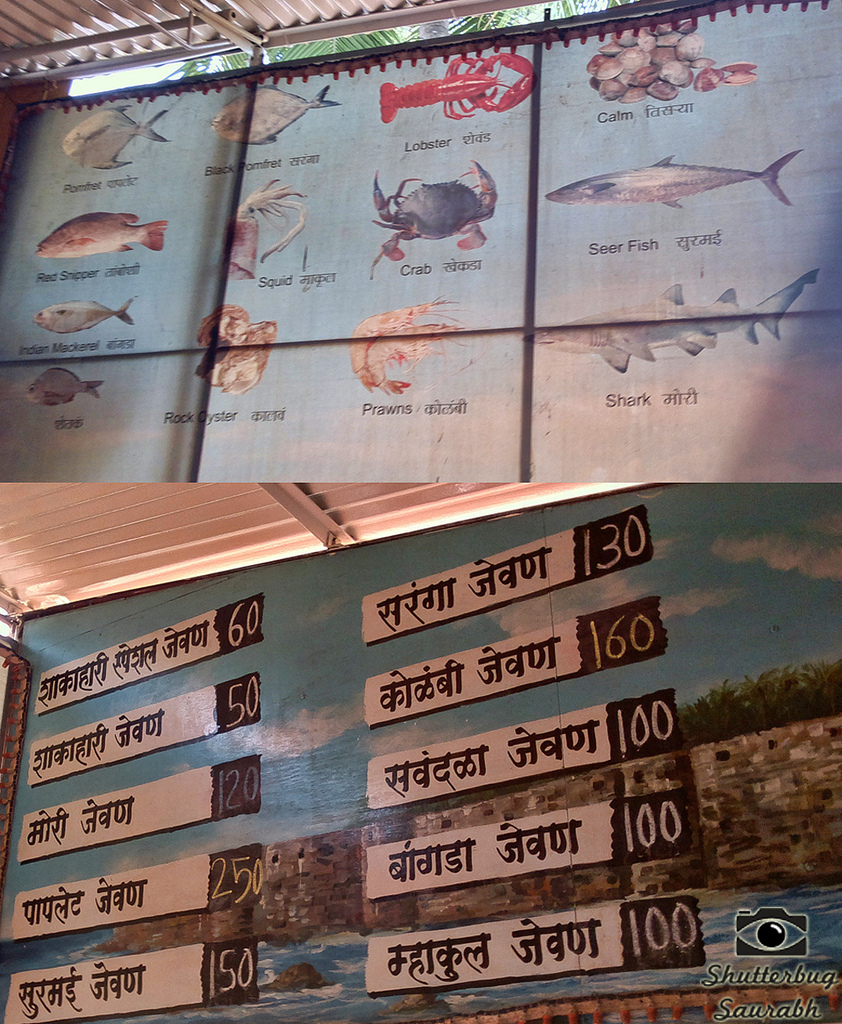 Pomfret पापलेट
Black Pomfret सरंगा
Lobster शेवंड
Calm तिसऱ्या
Red Snipper तांबोशी
Squid माकूल
Crab खेकडा
Seer Fish सुरमई
Indian Mackerel बांगडा
Rock Oyster कालवं
Prawns कोळंबी
Shark मोरी
शेतकं
शाकाहारी स्पेशल जेवण 60
शाकाहारी जेवण 50
मोरी जेवण 120
पापलेट जेवण 250
सुरमई जेवण 150
सरंगा जेवण 130
कोळंबी जेवण 160
सवंदळा जेवण 100
बांगडा जेवण 100
म्हाकुल जेवण 100
Shutterbug
Saurabh